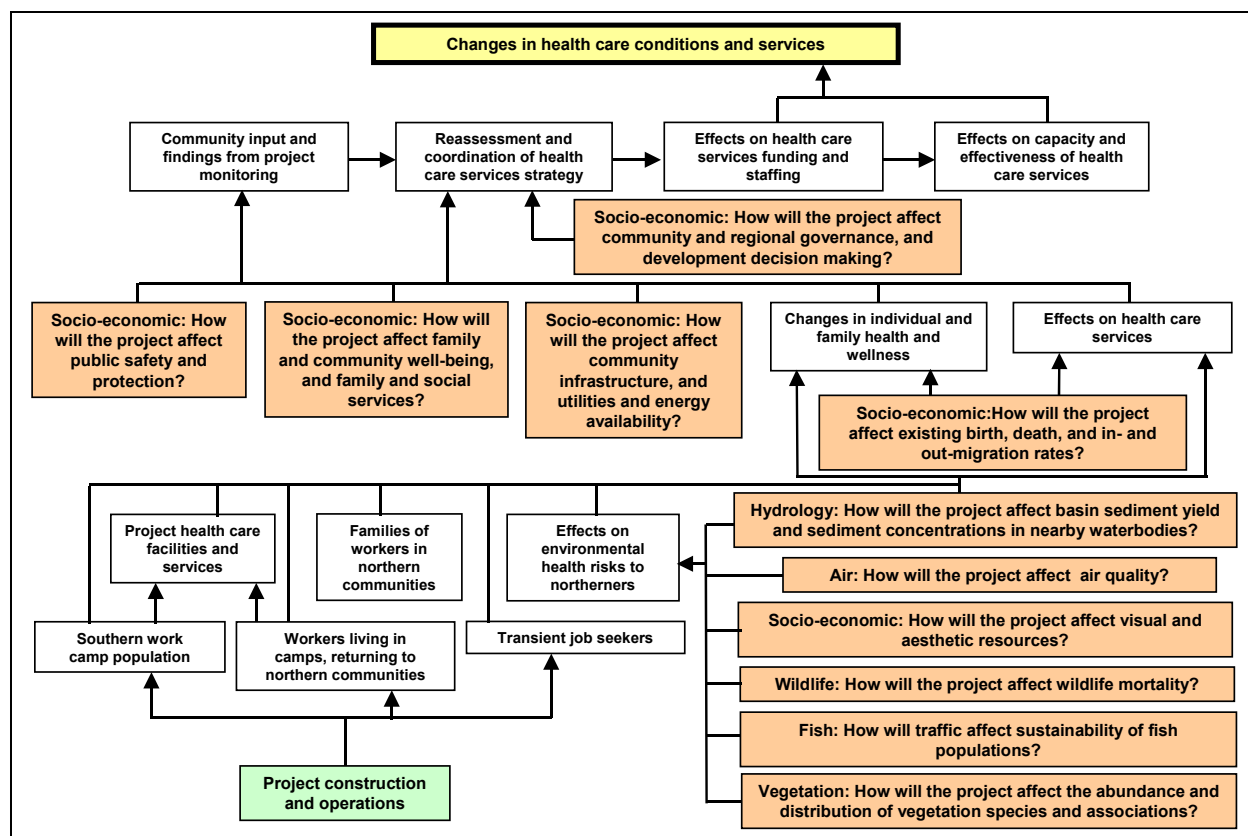 Changes in health care conditions and services
Community input and
findings from project
monitoring
Reassessment and
coordination of health
care services strategy
Effects on health care
services funding and
staffing
Effects on capacity and
effectiveness of health
care services
Socio-economic: How will the project affect
community and regional governance, and
development decision making?
Socio-economic: How
will the project affect
public safety and
protection?
Socio-economic: How will
the project affect family
and community well-being,
and family and social
services?
Socio-economic: How
will the project affect
community
infrastructure, and
utilities and energy
availability?
Changes in individual and
family health and
wellness
Effects on health care
services
Socio-economic:How will the project
affect existing birth, death, and in- and
out-migration rates?
Project health care
facilities and
services
Families of
workers in
northern
communities
Effects on
environmental
health risks to
northerners
Hydrology: How will the project affect basin sediment yield
and sediment concentrations in nearby waterbodies?
Air: How will the project affect  air quality?
Southern work
camp population
Workers living in
camps, returning to
northern communities
Transient job seekers
Socio-economic: How will the project affect visual and
aesthetic resources?
Wildlife: How will the project affect wildlife mortality?
Fish: How will traffic affect sustainability of fish
populations?
Project construction
and operations
Vegetation: How will the project affect the abundance and
distribution of vegetation species and associations?